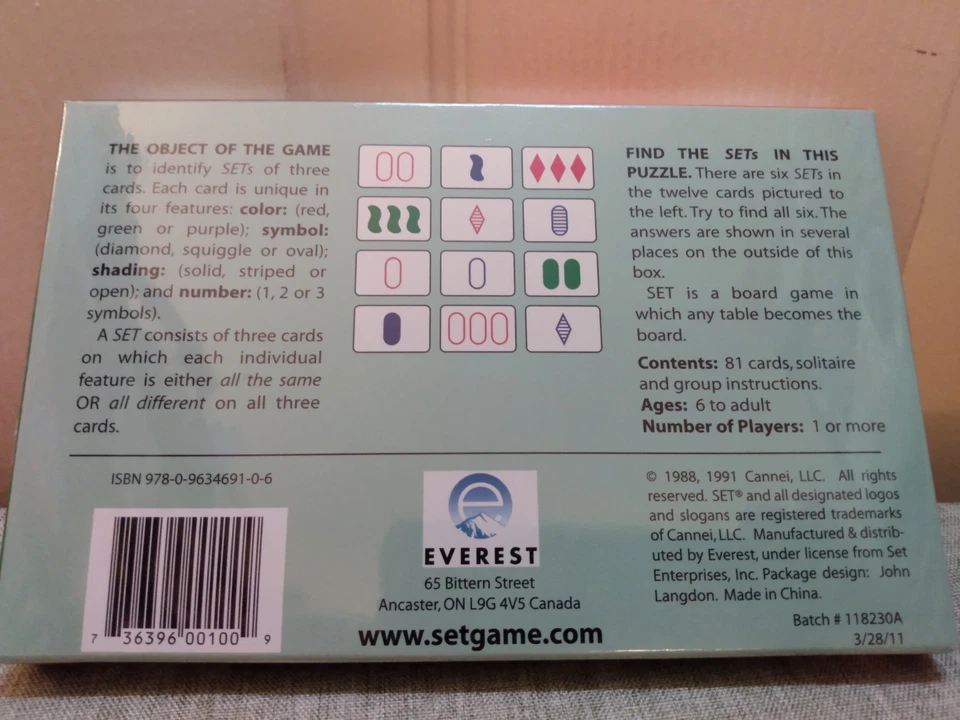 THE OBJECT OF THE GAME
is to identify SETs of three
cards. Each card is unique in
its four features: color: (red,
green or purple); symbol:
(diamond, squiggle or oval);
shading: (solid, striped or
open); and number: (1, 2 or 3
symbols).
A SET consists of three cards
on which each individual
feature is either all the same
OR all different on all three
cards.
FIND THE SETs IN THIS
PUZZLE. There are six SETs in
the twelve cards pictured to
the left. Try to find all six. The
answers are shown in several
places on the outside of this
box.
SET is a board game in
which any table becomes the
board.
Contents: 81 cards, solitaire
and group instructions.
Ages: 6 to adult
Number of Players: 1 or more
ISBN 978-0-9634691-0-6
7 36396 00100 9
e
EVEREST
65 Bittern Street
Ancaster, ON L9G 4V5 Canada
www.setgame.com
© 1988, 1991 Cannei, LLC. All rights
reserved. SET® and all designated logos
and slogans are registered trademarks
of Cannei, LLC. Manufactured & distrib-
uted by Everest, under license from Set
Enterprises, Inc. Package design: John
Langdon. Made in China.
Batch # 118230A
3/28/11